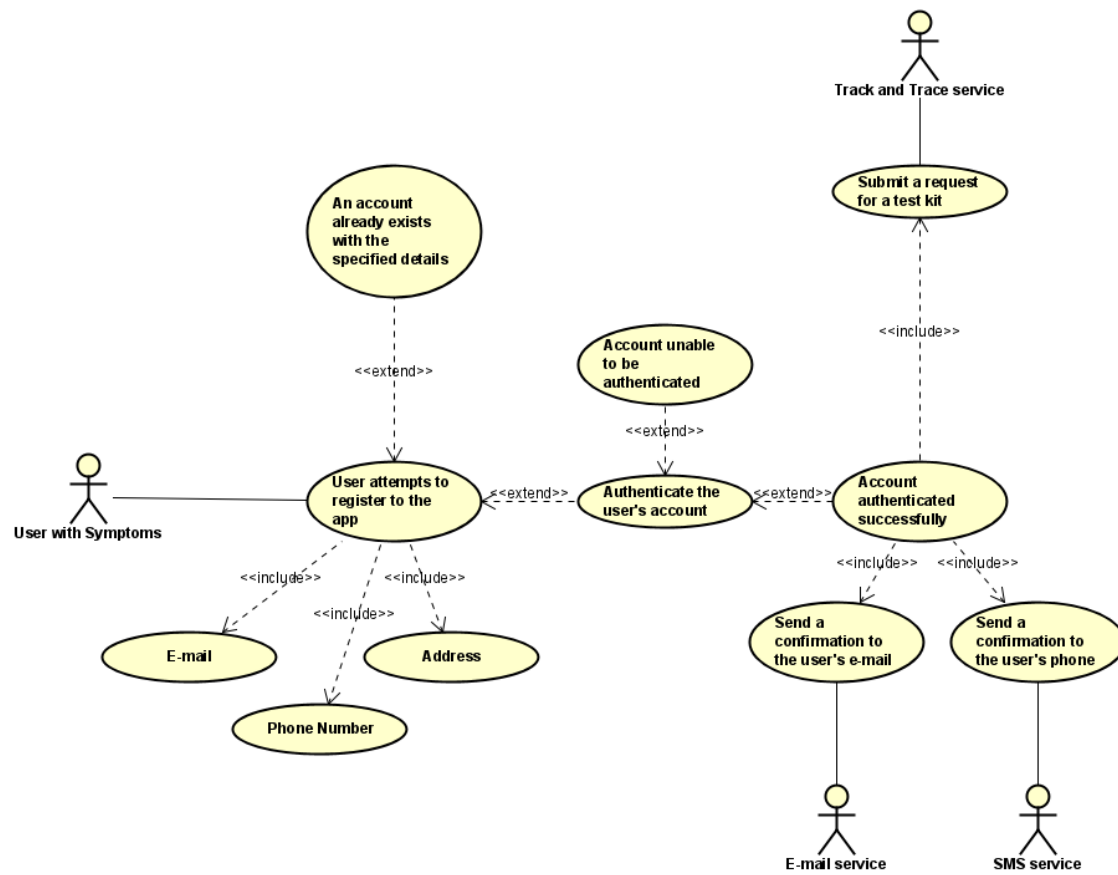 Track and Trace service
Submit a request
for a test kit
An account
already exists
with the
specified details
<<include>>
Account unable
to be
authenticated
<<extend>>
<<extend>>
User attempts to
register to the
app
<<extend>>
Authenticate the
user's account
<<extend>>
Account
authenticated
successfully
User with Symptoms
<<include>>
<<include>>
<<include>>
<<include>>
<<include>>
E-mail
Address
Phone Number
Send a
confirmation to
the user's e-mail
Send a
confirmation to
the user's phone
E-mail service
SMS service